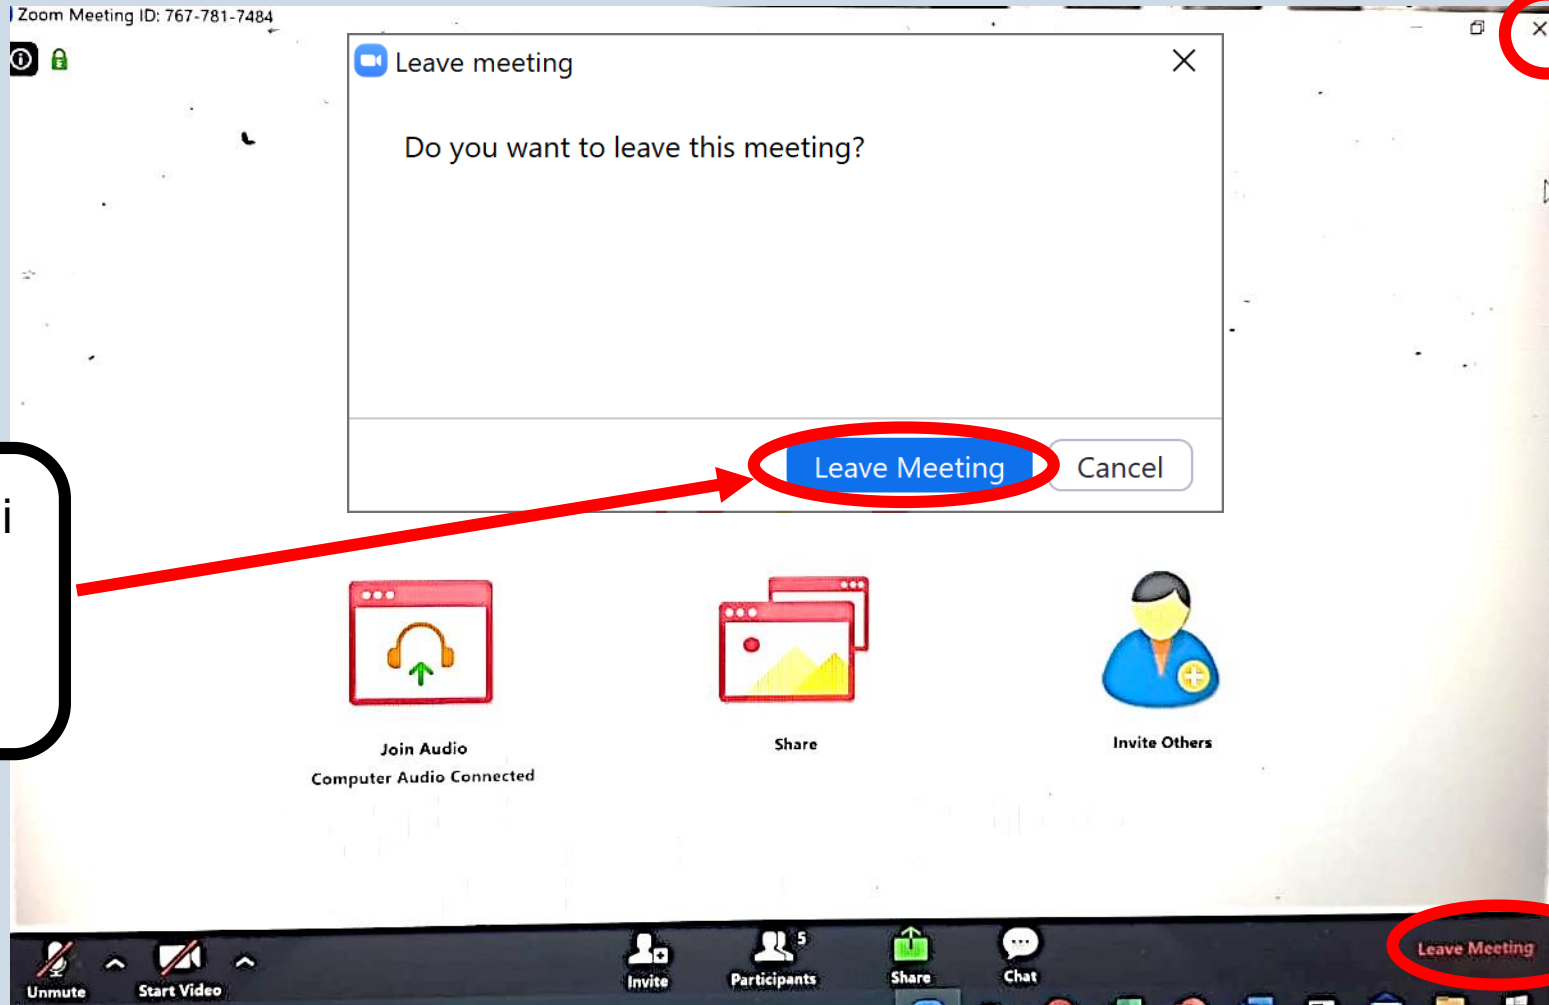 Zoom Meeting ID: 767-781-7484
Leave meeting
Do you want to leave this meeting?
Leave Meeting
Cancel
i
Join Audio
Computer Audio Connected
Share
Invite Others
Unmute
Start Video
Invite
5
Participants
Share
Chat
Leave Meeting